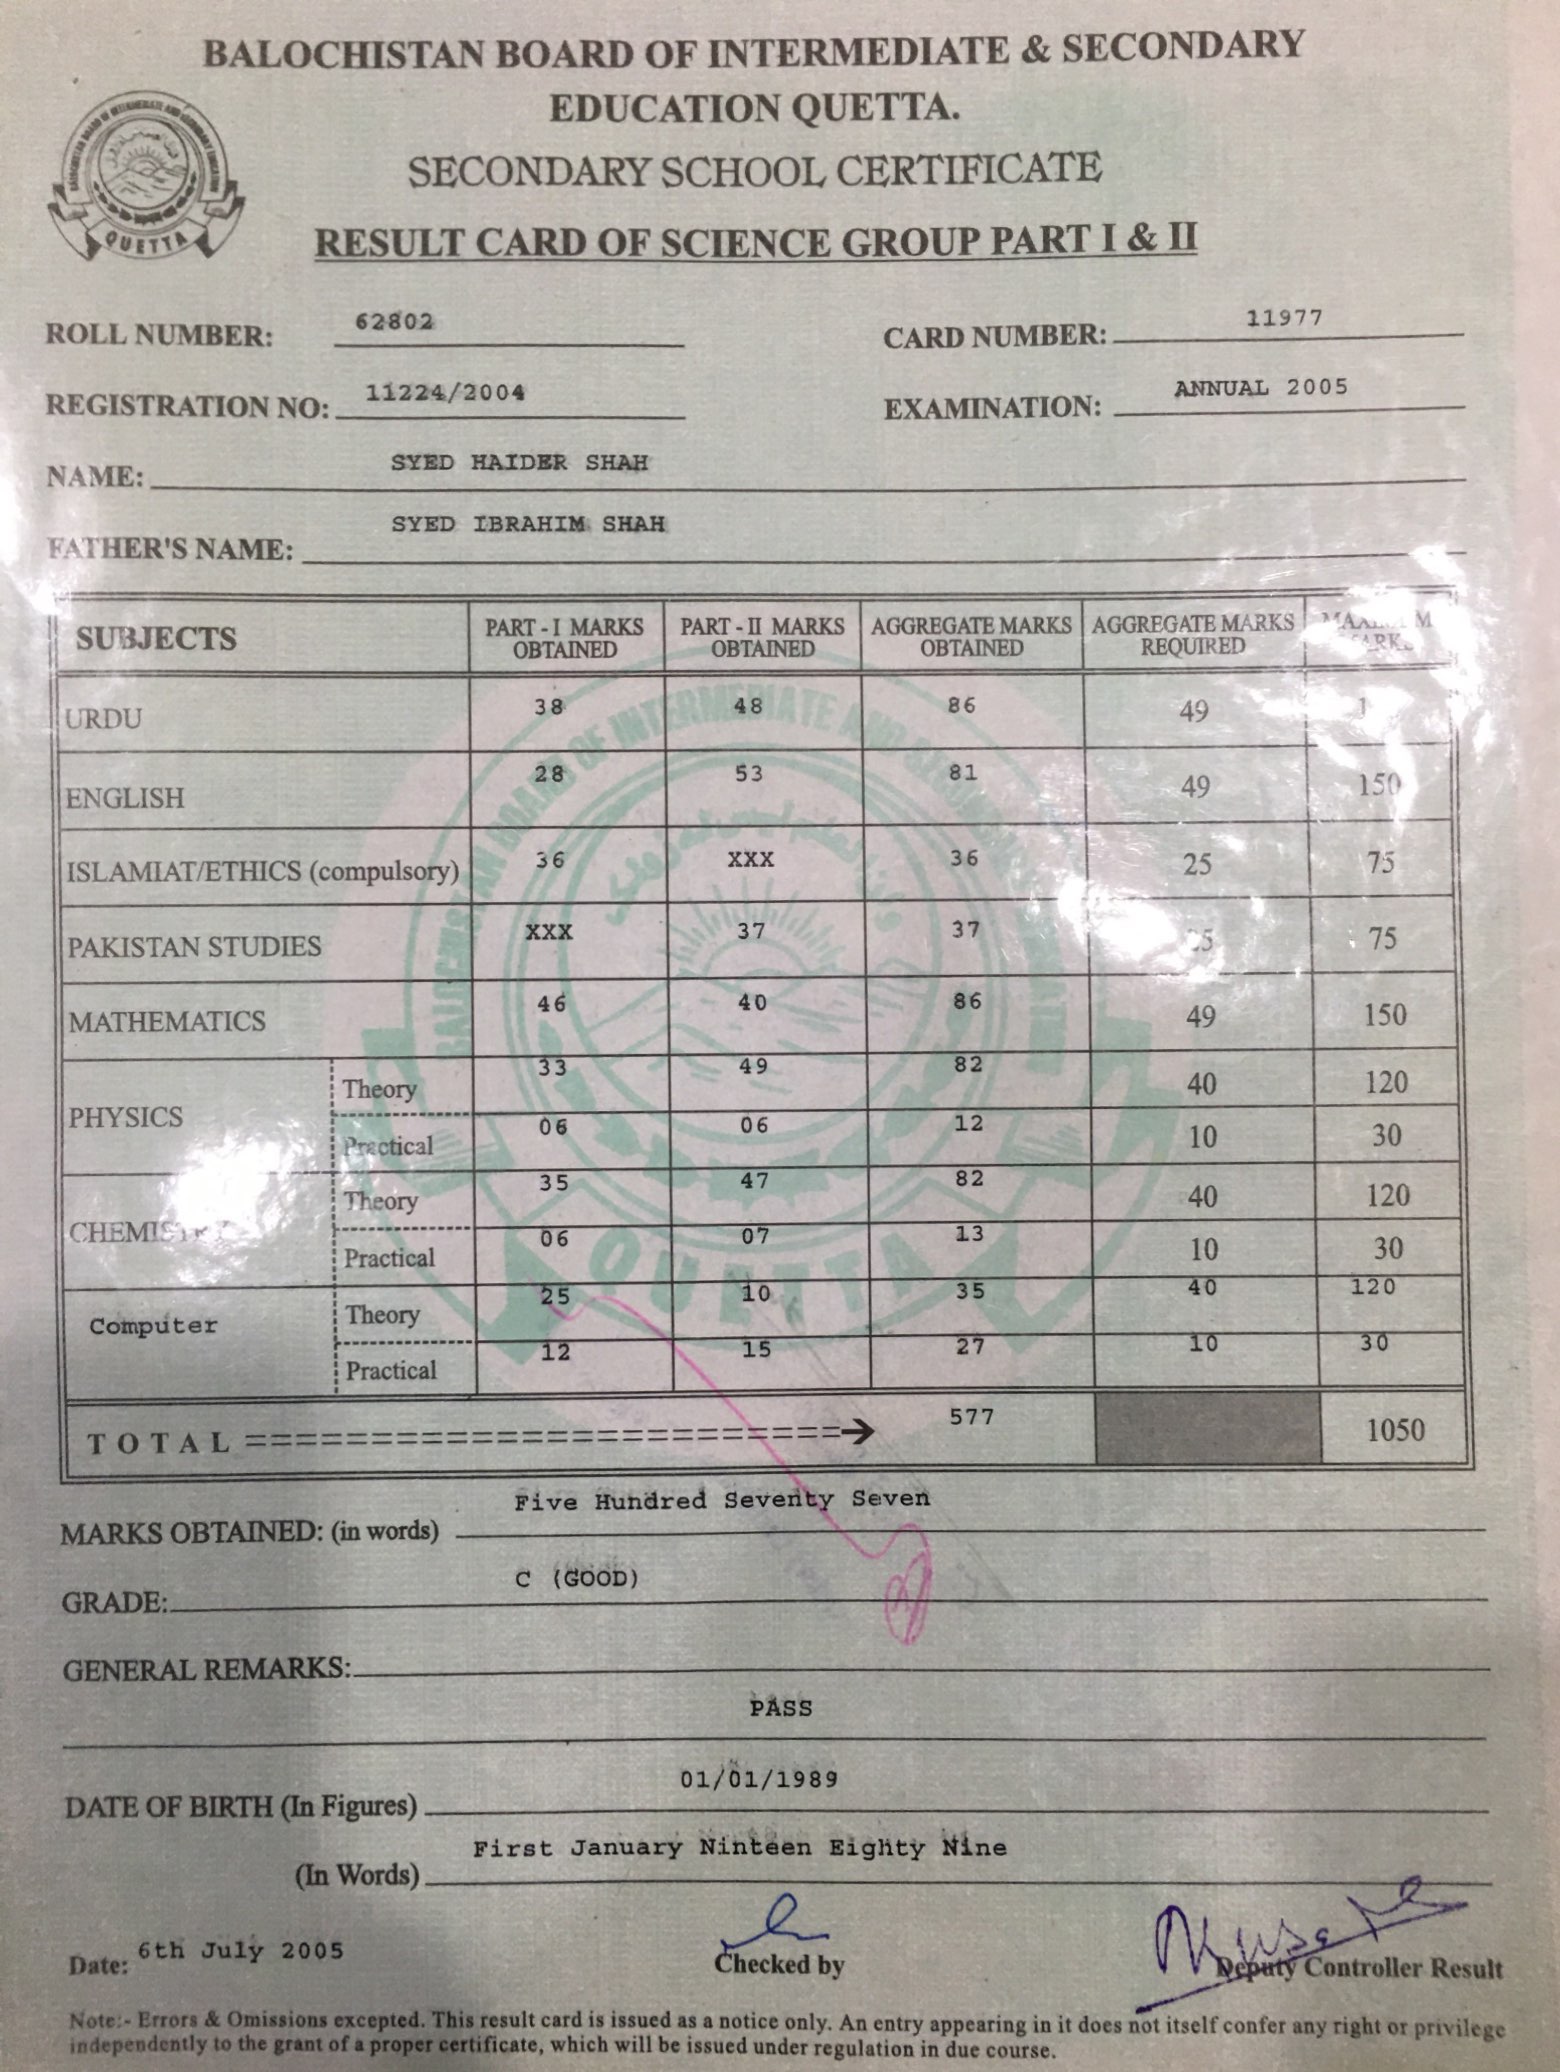 BALOCHISTAN BOARD OF INTERMEDIATE & SECONDARY
EDUCATION QUETTA.
SECONDARY SCHOOL CERTIFICATE
RESULT CARD OF SCIENCE GROUP PART I & II
QUETTA
ROLL NUMBER: 62802 CARD NUMBER: 11977
REGISTRATION NO: 11224/2004 EXAMINATION: ANNUAL 2005
NAME: SYED HAIDER SHAH
FATHER'S NAME: SYED IBRAHIM SHAH
SUBJECTS PART - I MARKS OBTAINED PART - II MARKS OBTAINED AGGREGATE MARKS OBTAINED AGGREGATE MARKS REQUIRED
URDU 38 48 86 49
ENGLISH 28 53 81 49 150
ISLAMIAT/ETHICS (compulsory) 36 XXX 36 25 75
PAKISTAN STUDIES XXX 37 37 75
MATHEMATICS 46 40 86 49 150
PHYSICS Theory 33 49 82 40 120
Practical 06 06 12 10 30
CHEMISTRY Theory 35 47 82 40 120
Practical 06 07 13 10 30
Computer Theory 25 10 35 40 120
Practical 12 15 27 10 30
TOTAL ========================→ 577 1050
MARKS OBTAINED: (in words) Five Hundred Seventy Seven
GRADE: C (GOOD)
GENERAL REMARKS:
PASS
DATE OF BIRTH (In Figures) 01/01/1989
(In Words) First January Ninteen Eighty Nine
Date: 6th July 2005 Checked by Deputy Controller Result
Note:- Errors & Omissions excepted. This result card is issued as a notice only. An entry appearing in it does not itself confer any right or privilege
independently to the grant of a proper certificate, which will be issued under regulation in due course.